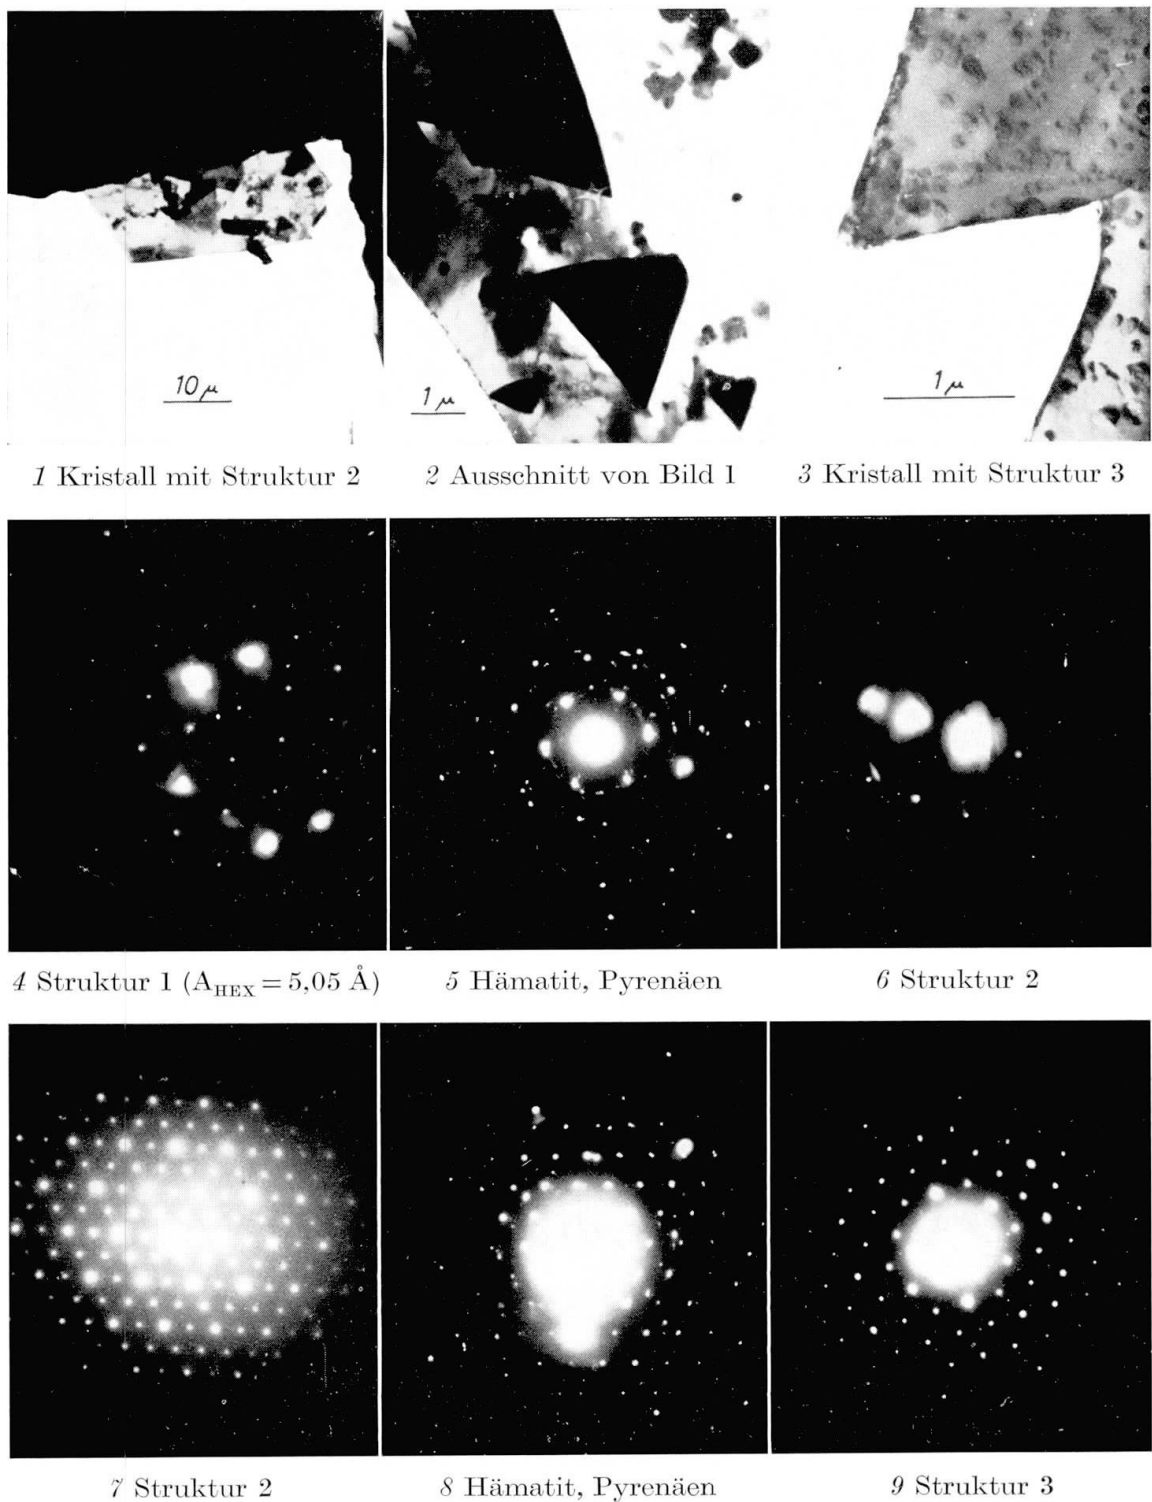 10 μ
1 μ
1 μ
1 Kristall mit Struktur 2
2 Ausschnitt von Bild 1
3 Kristall mit Struktur 3
4 Struktur 1 (A_HEX = 5,05 Å)
5 Hämatit, Pyrenäen
6 Struktur 2
7 Struktur 2
8 Hämatit, Pyrenäen
9 Struktur 3